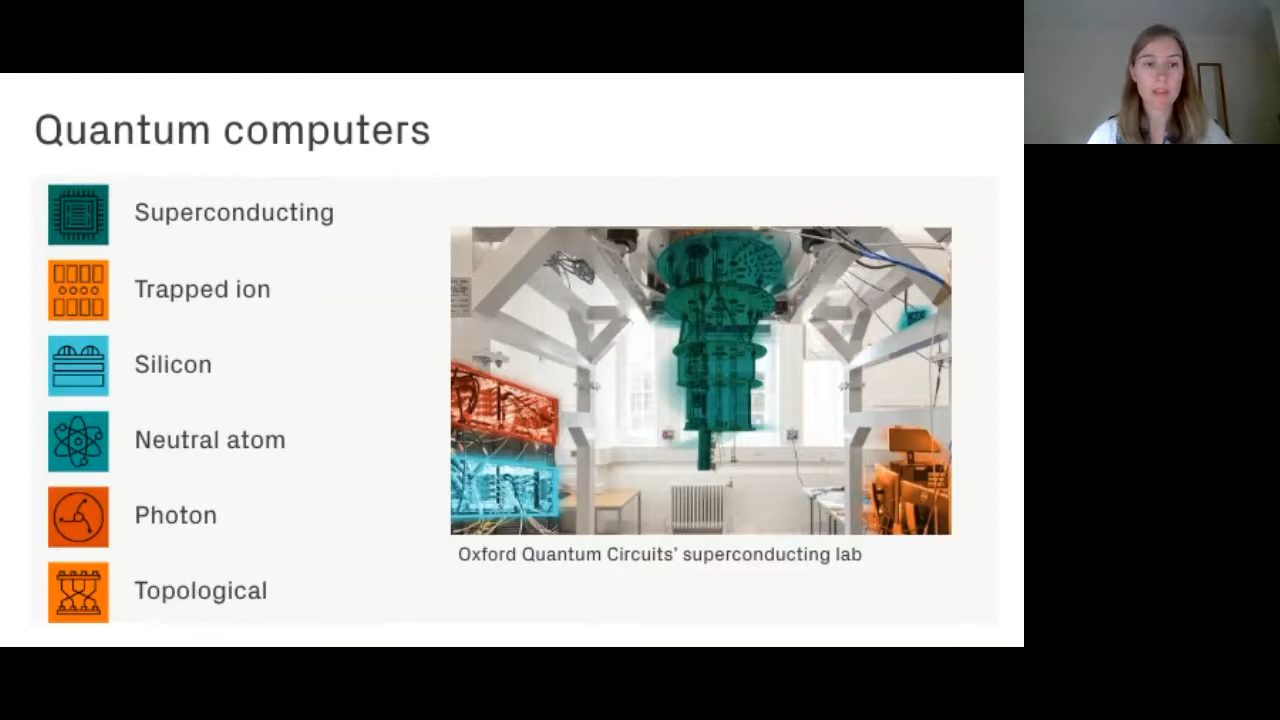 Quantum computers
Superconducting
Trapped ion
Silicon
Neutral atom
Photon
Topological
Oxford Quantum Circuits’ superconducting lab